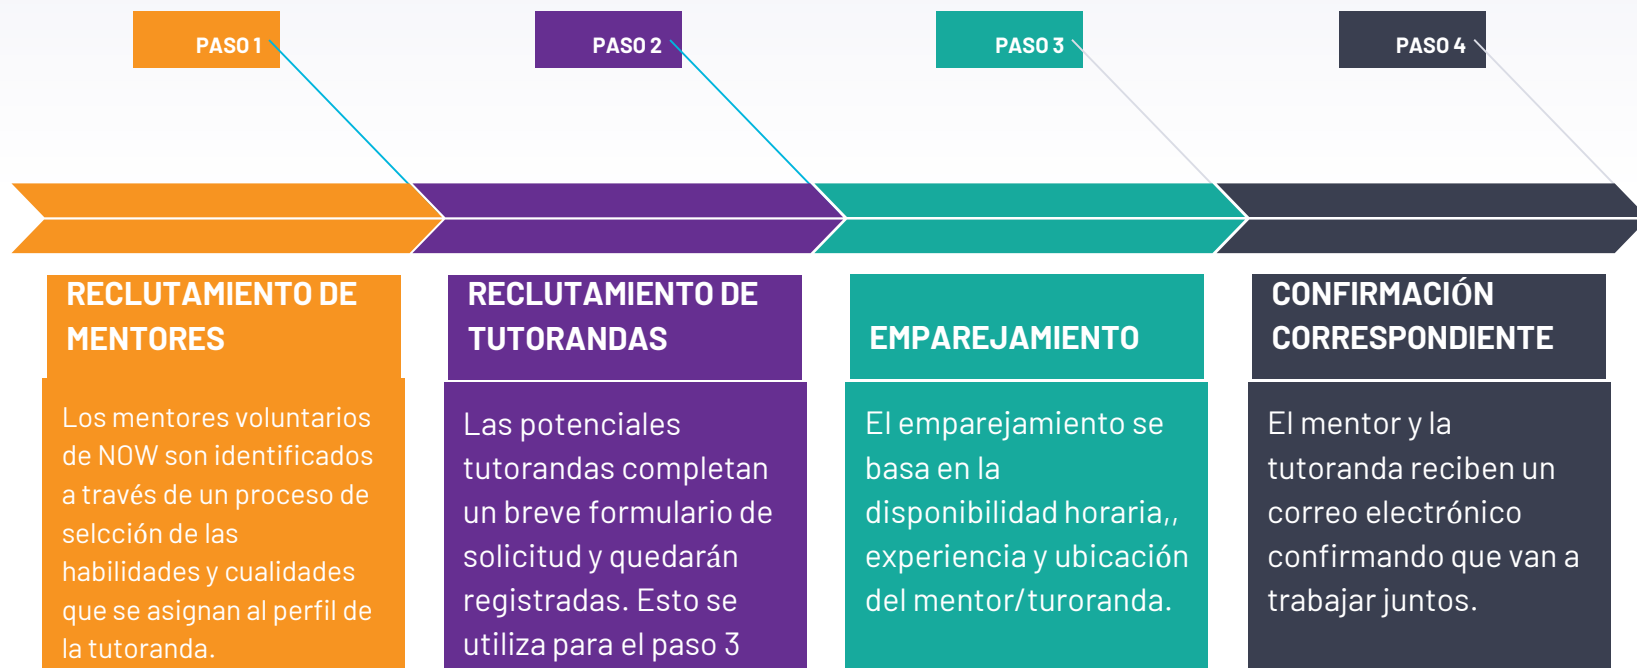 PASO 1
PASO 2
PASO 3
PASO 4
RECLUTAMIENTO DE
MENTORES
Los mentores voluntarios
de NOW son identificados
a través de un proceso de
selcción de las
habilidades y cualidades
que se asignan al perfil de
la tutoranda.
RECLUTAMIENTO DE
TUTORANDAS
Las potenciales
tutorandas completan
un breve formulario de
solicitud y quedarán
registradas. Esto se
utiliza para el paso 3
EMPAREJAMIENTO
El emparejamiento se
basa en la
disponibilidad horaria,,
experiencia y ubicación
del mentor/turoranda.
CONFIRMACIÓN
CORRESPONDIENTE
El mentor y la
tutoranda reciben un
correo electrónico
confirmando que van a
trabajar juntos.